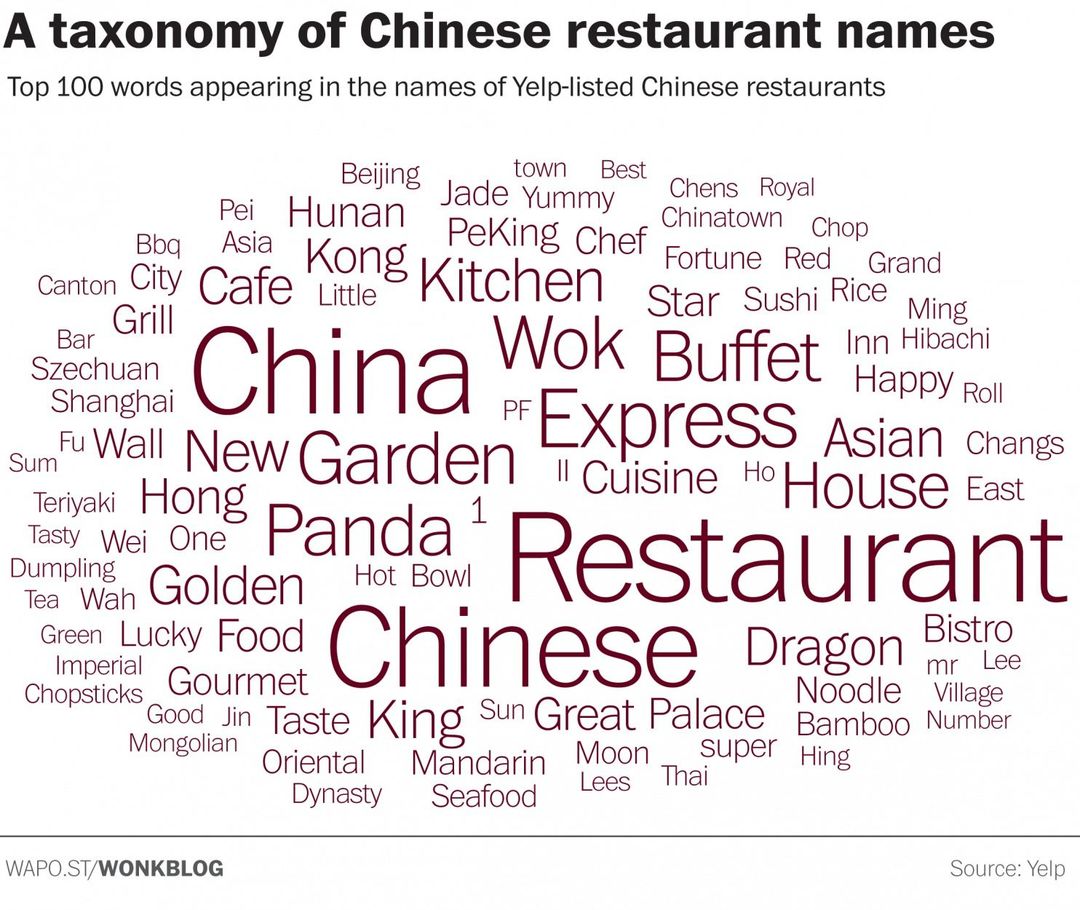 A taxonomy of Chinese restaurant names
Top 100 words appearing in the names of Yelp-listed Chinese restaurants
Beijing town Best
Pei Hunan Jade Yummy Chens Royal
Bbq Asia Kong PeKing Chef Chinatown Chop
Canton City Cafe Little Kitchen Fortune Red Grand
Grill Star Sushi Rice Ming
Bar China Wok Buffet Inn Hibachi
Szechuan Happy Roll
Shanghai PF Express
Fu Wall New Garden Asian Changs
Sum II Cuisine Ho House East
Teriyaki Hong Panda 1
Tasty Wei One Restaurant
Dumpling Hot Bowl
Tea Wah Golden
Green Lucky Food Chinese Dragon Bistro
Imperial mr Lee
Chopsticks Gourmet Noodle Village
Good Jin Taste King Sun Great Palace Bamboo Number
Mongolian Moon super Hing
Oriental Mandarin Lees Thai
Dynasty Seafood
WAPO.ST/WONKBLOG
Source: Yelp